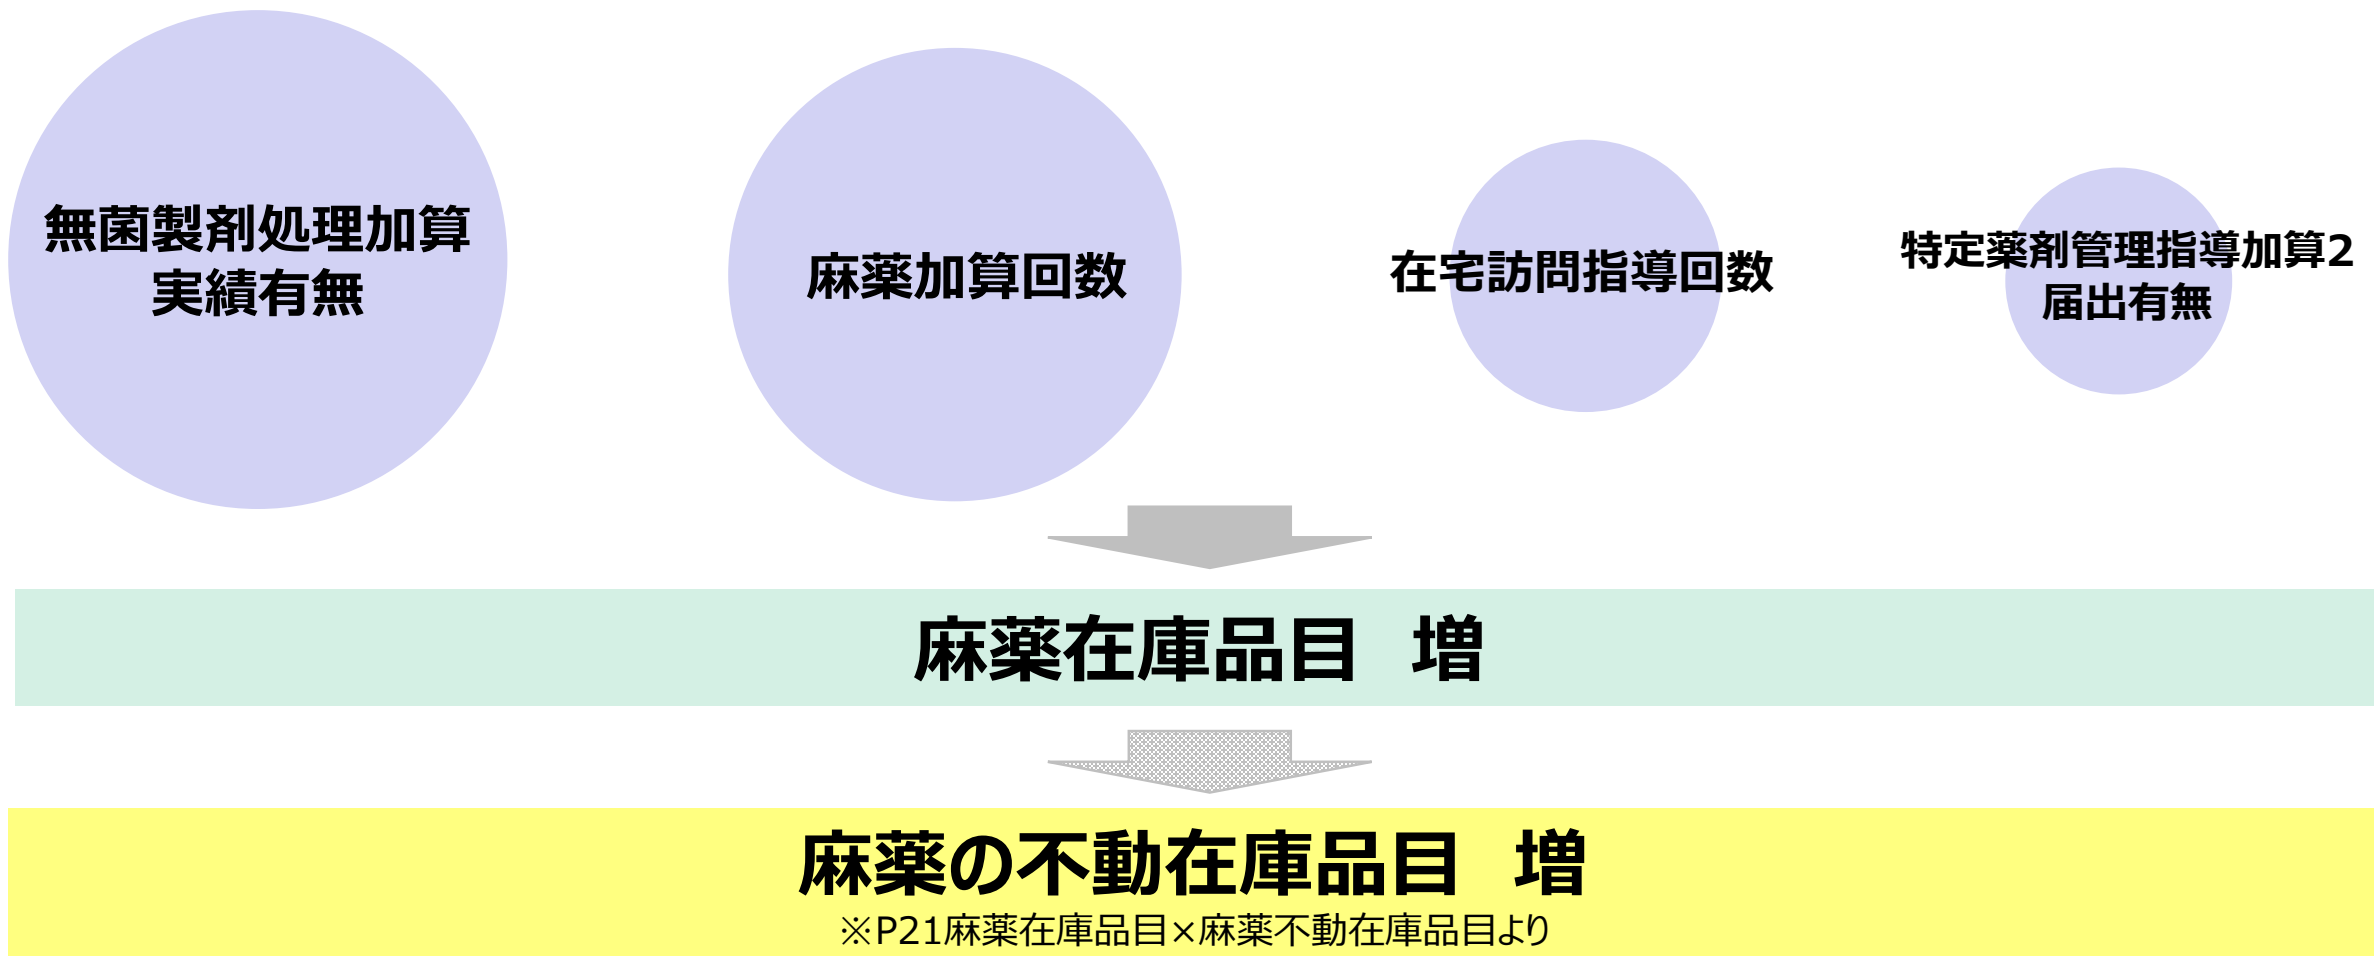 無菌製剤処理加算
実績有無
麻薬加算回数
在宅訪問指導回数
特定薬剤管理指導加算2
届出有無
麻薬在庫品目　増
麻薬の不動在庫品目　増
※P21麻薬在庫品目×麻薬不動在庫品目より